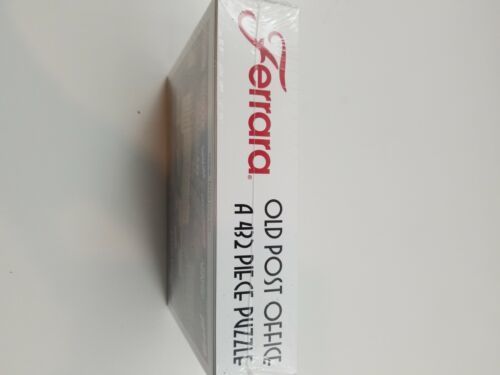 Ferrara®
OLD POST OFFICE
A 432 PIECE PUZZLE